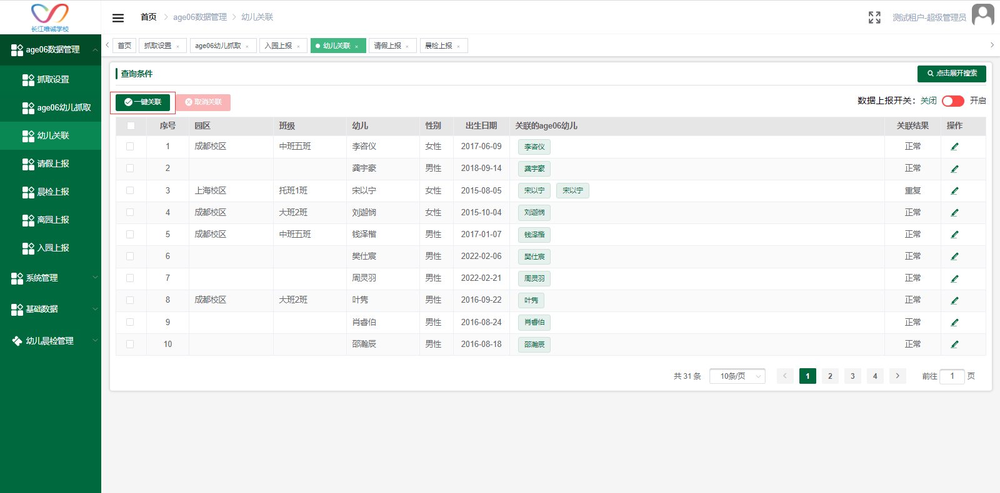 长江唯诚学校
首页 > age06数据管理 > 幼儿关联
测试租户-超级管理员
age06数据管理
抓取设置
age06幼儿抓取
幼儿关联
请假上报
晨检上报
离园上报
入园上报
系统管理
基础数据
幼儿晨检管理
首页 抓取设置 × age06幼儿抓取 × 入园上报 × 幼儿关联 × 请假上报 × 晨检上报 ×
查询条件
点击展开搜索
一键关联 取消关联
数据上报开关: 关闭 开启
序号 园区 班级 幼儿 性别 出生日期 关联的age06幼儿 关联结果 操作
1 成都校区 中班五班 李咨仪 女性 2017-06-09 李咨仪 正常
2 龚宇豪 男性 2018-09-14 龚宇豪 正常
3 上海校区 托班1班 宋以宁 女性 2015-08-05 宋以宁 宋以宁 重复
4 成都校区 大班2班 刘迦悯 女性 2015-10-04 刘迦悯 正常
5 成都校区 中班五班 钱泽楷 男性 2017-01-07 钱泽楷 正常
6 樊仕宸 男性 2022-02-06 樊仕宸 正常
7 周灵羽 男性 2022-02-21 周灵羽 正常
8 成都校区 大班2班 叶隽 男性 2016-09-22 叶隽 正常
9 肖睿伯 男性 2016-08-24 肖睿伯 正常
10 邵瀚辰 男性 2016-08-18 邵瀚辰 正常
共 31 条 10条/页 < 1 2 3 4 > 前往 1 页